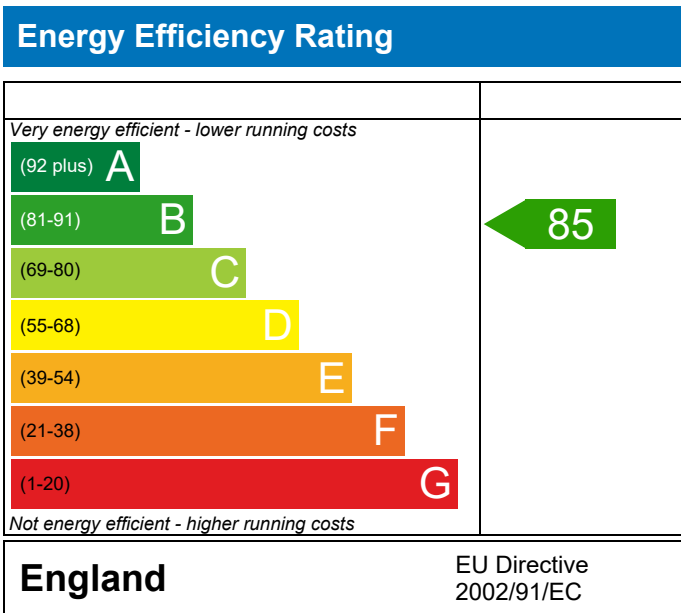 Energy Efficiency Rating
Very energy efficient - lower running costs
(92 plus) A
(81-91) B
85
(69-80) C
(55-68) D
(39-54) E
(21-38) F
(1-20) G
Not energy efficient - higher running costs
England
EU Directive
2002/91/EC